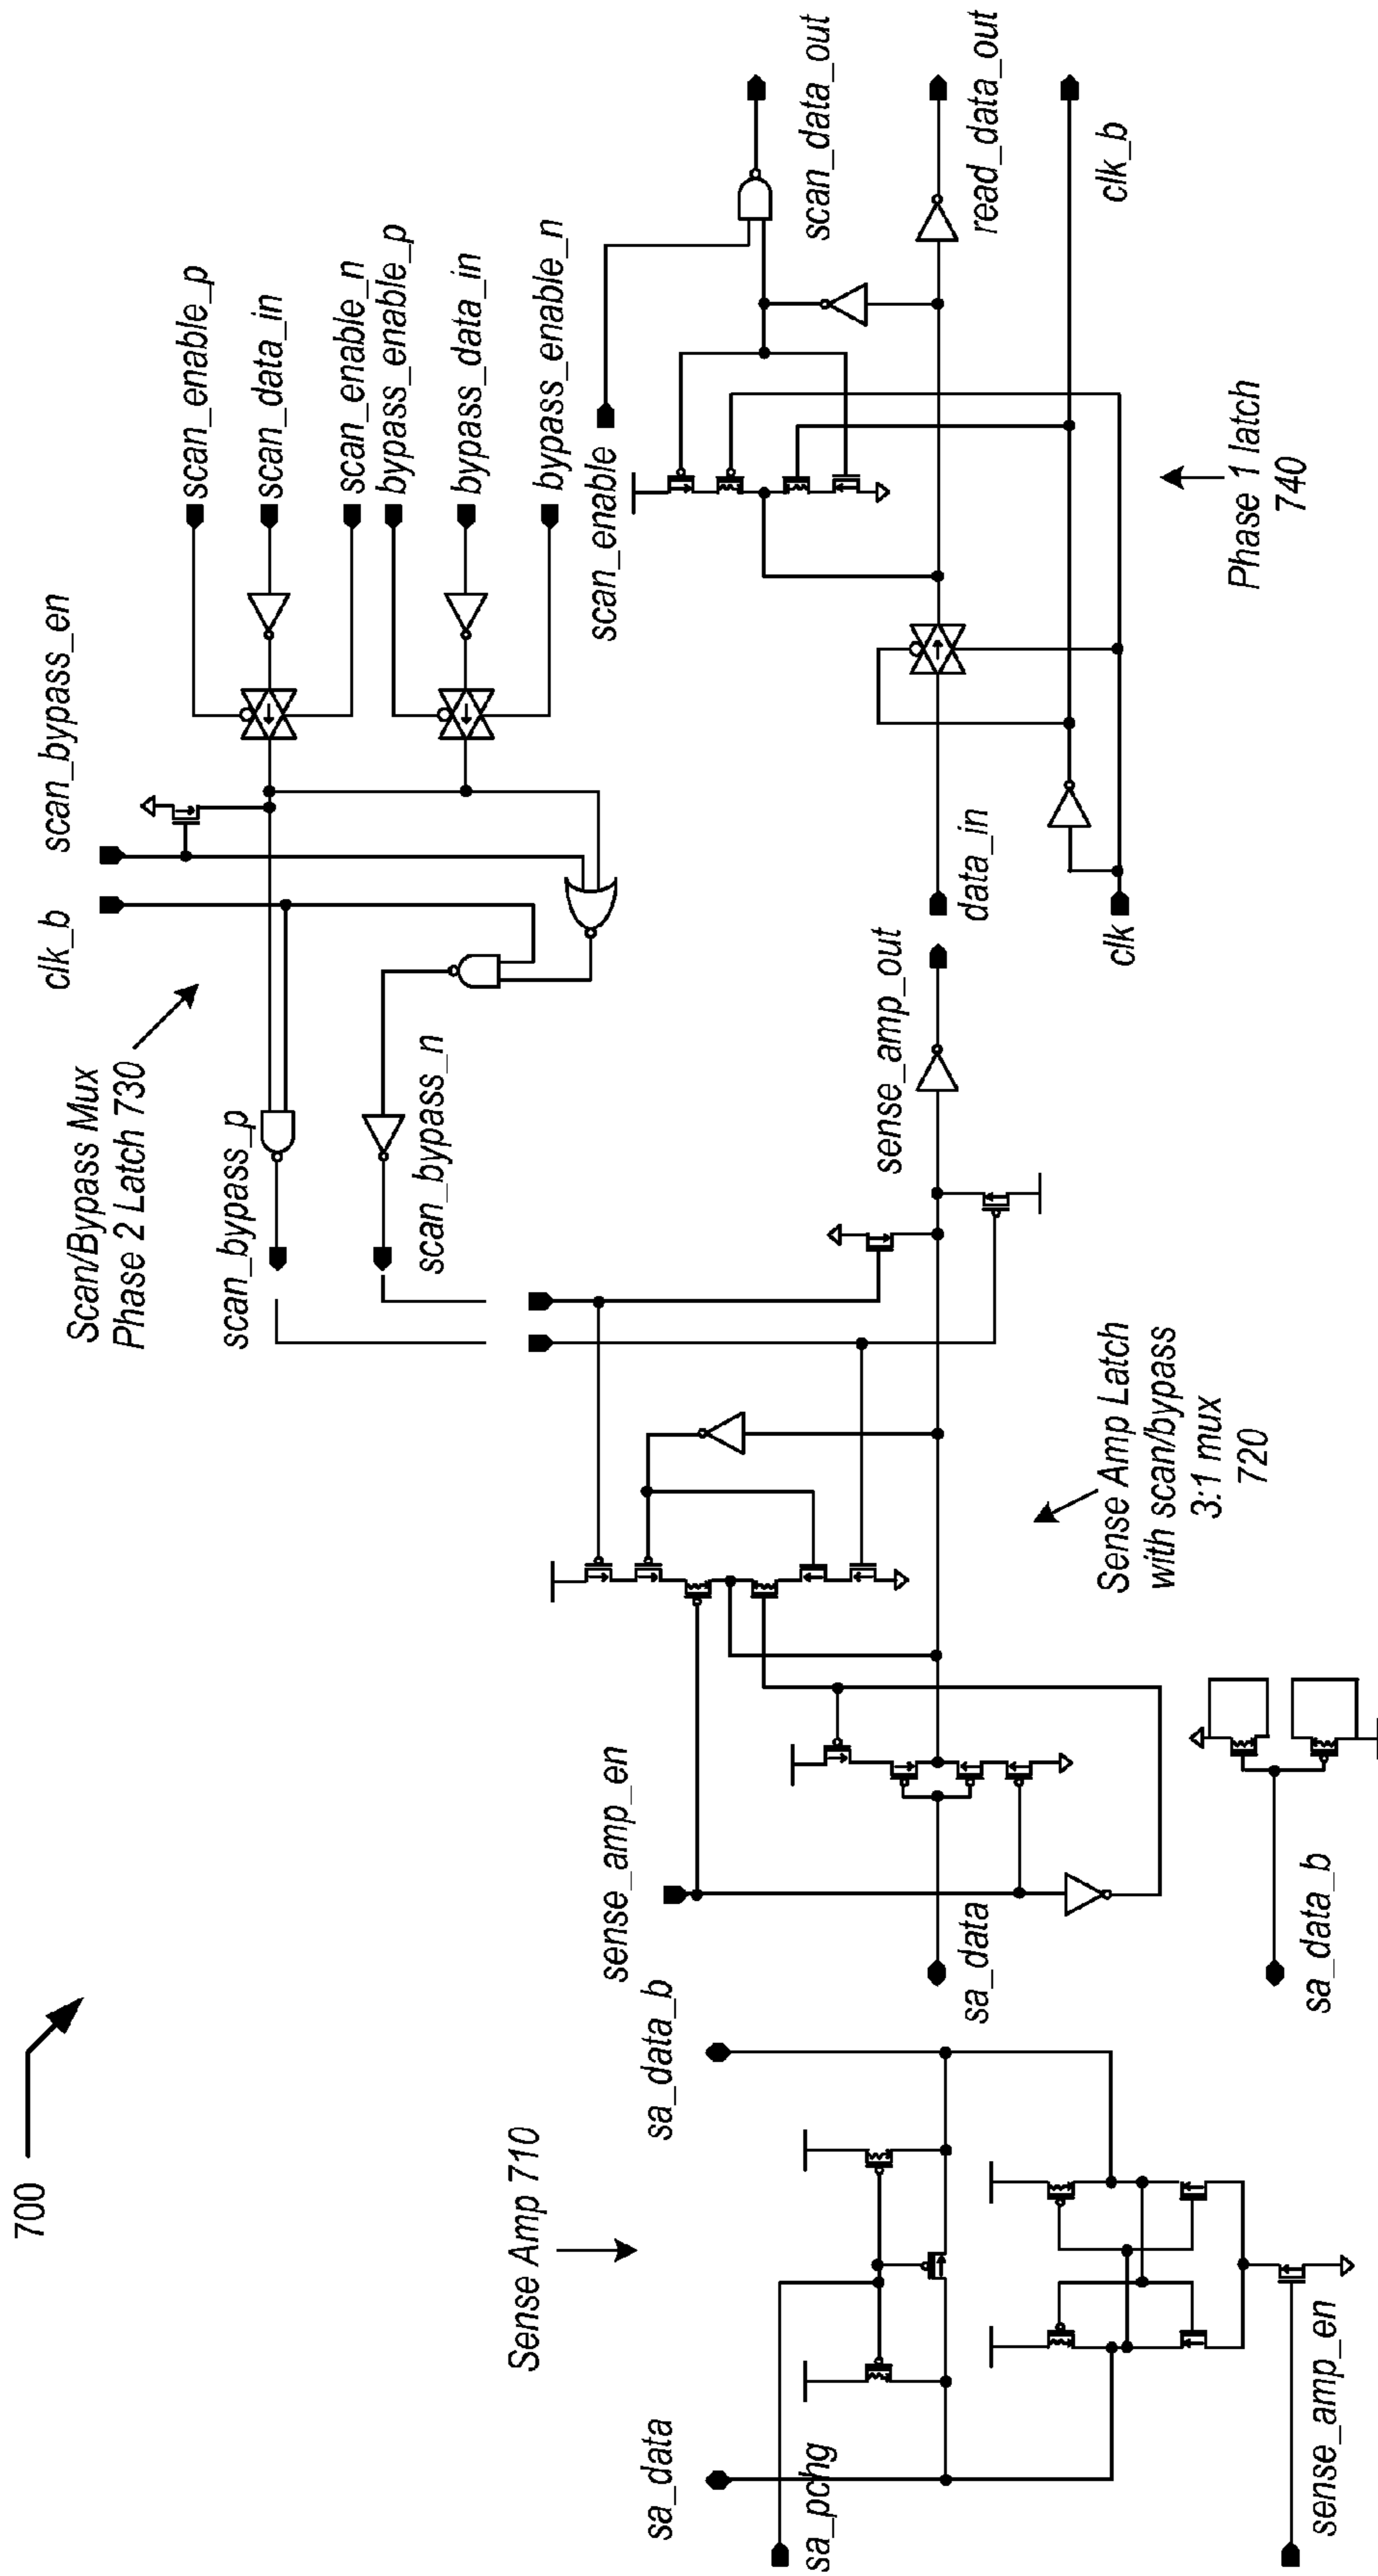 700
Sense Amp 710
sa_data
sa_pchg
sa_data_b
sense_amp_en
sense_amp_en
sa_data
sa_data_b
Sense Amp Latch
with scan/bypass
3:1 mux
720
Scan/Bypass Mux
Phase 2 Latch 730
clk_b
scan_bypass_en
scan_bypass_p
scan_bypass_n
scan_enable_p
scan_data_in
scan_enable_n
bypass_enable_p
bypass_data_in
bypass_enable_n
sense_amp_out
data_in
clk
scan_enable
scan_data_out
read_data_out
clk_b
Phase 1 latch
740